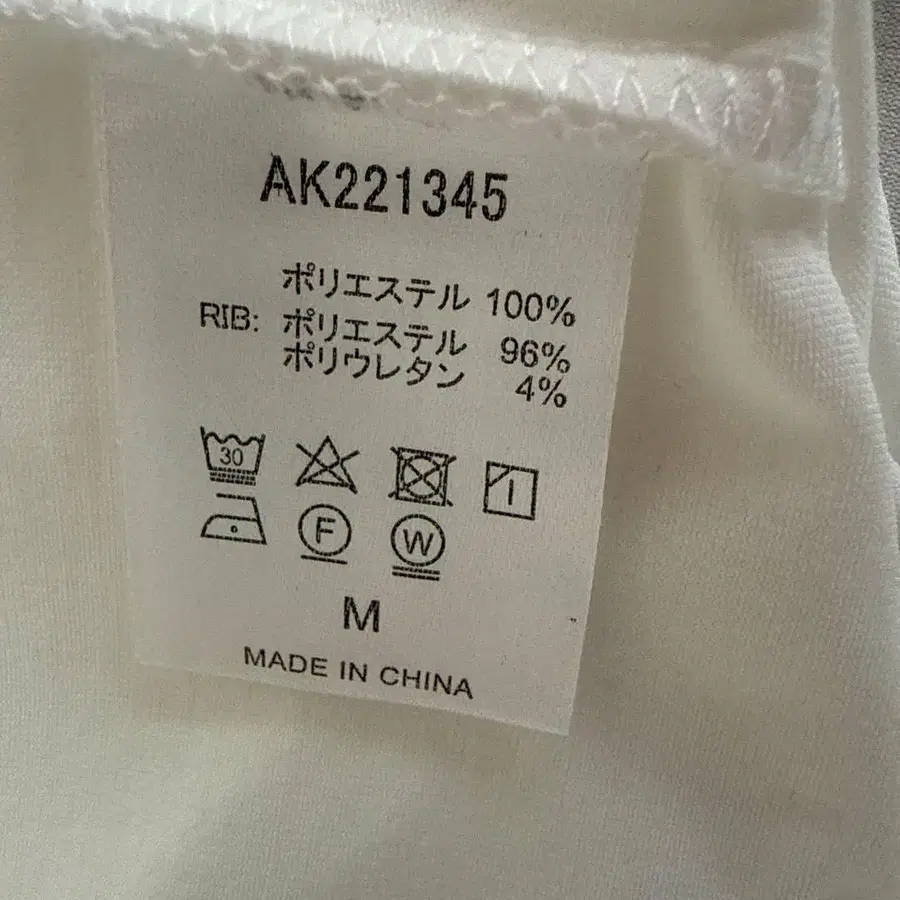 AK221345
ポリエステル 100%
RIB: ポリエステル 96%
ポリウレタン 4%
30
F W
M
MADE IN CHINA